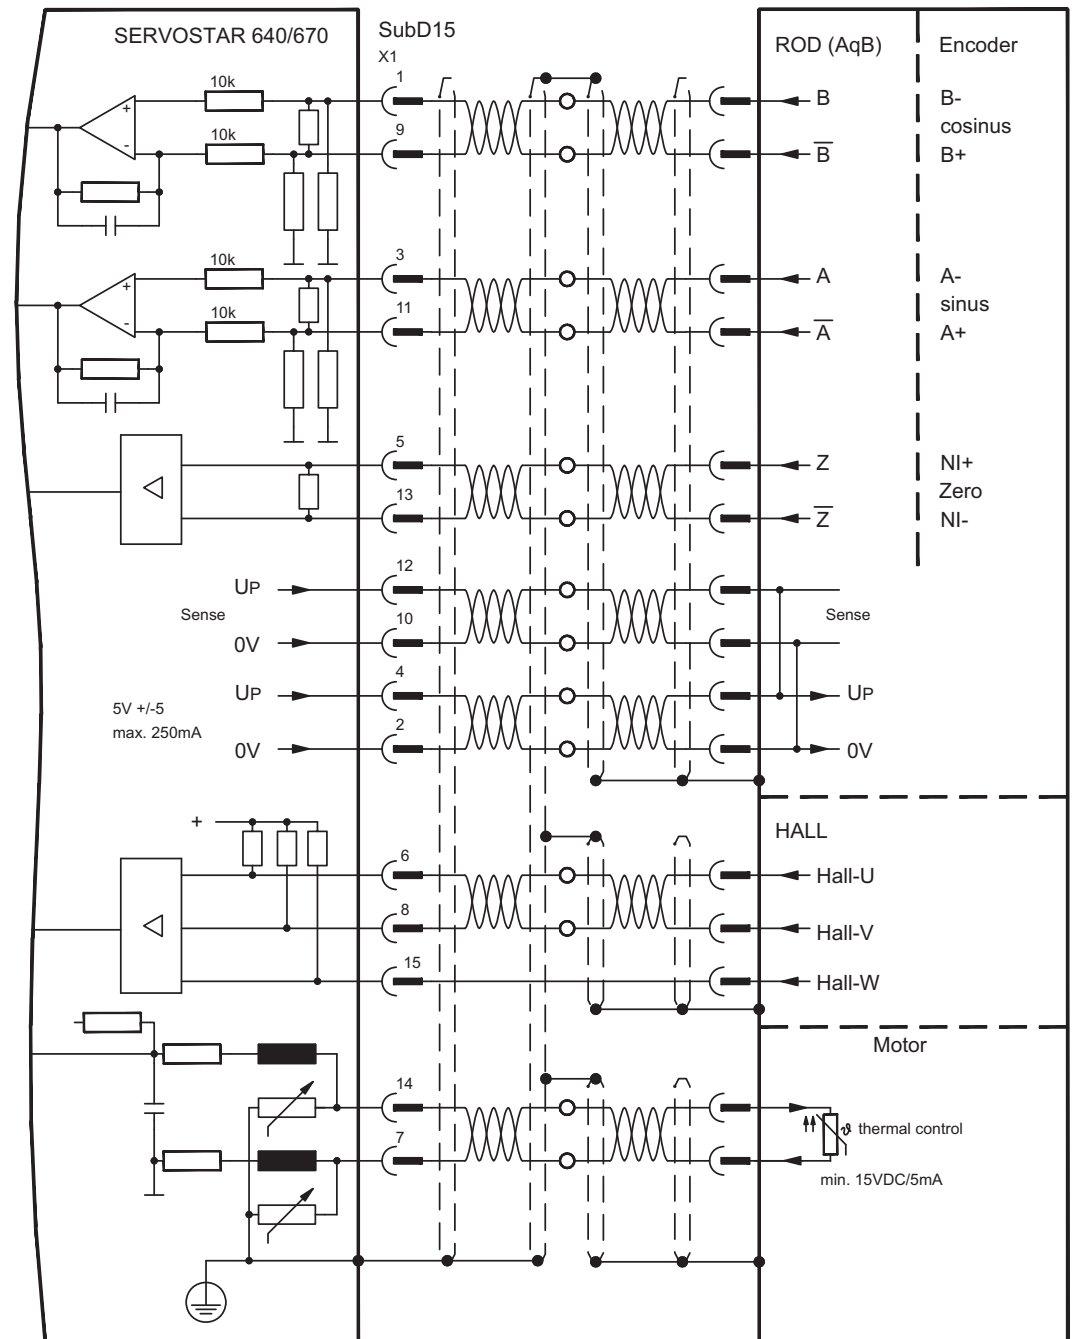 SERVOSTAR 640/670
SubD15
X1
ROD (AqB)
Encoder
10k
1
B
B-
cosinus
10k
9
B̅
B+
10k
3
A
A-
sinus
10k
11
A̅
A+
5
Z
NI+
Zero
13
Z̅
NI-
UP
12
Sense
Sense
0V
10
UP
4
UP
5V +/-5
max. 250mA
0V
2
0V
+
HALL
6
Hall-U
8
Hall-V
15
Hall-W
Motor
14
ϑ thermal control
7
min. 15VDC/5mA